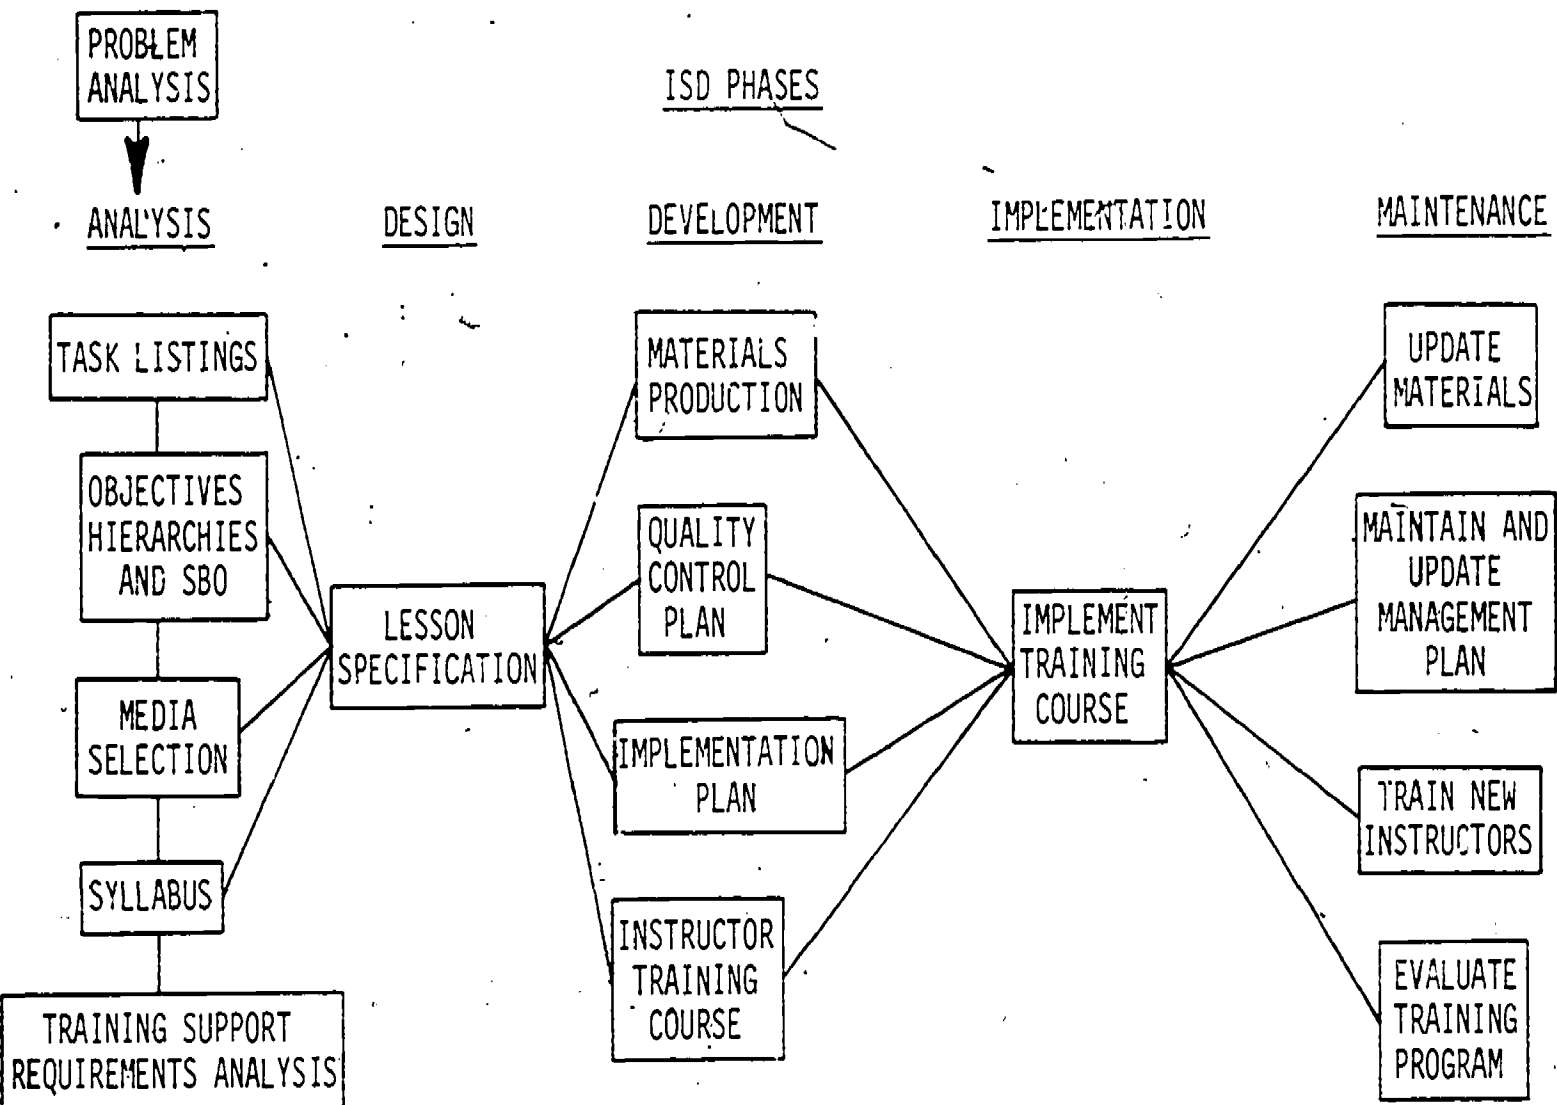 PROBLEM
ANALYSIS
ISD PHASES
ANALYSIS
DESIGN
DEVELOPMENT
IMPLEMENTATION
MAINTENANCE
TASK LISTINGS
OBJECTIVES
HIERARCHIES
AND SBO
MEDIA
SELECTION
SYLLABUS
TRAINING SUPPORT
REQUIREMENTS ANALYSIS
LESSON
SPECIFICATION
MATERIALS
PRODUCTION
QUALITY
CONTROL
PLAN
IMPLEMENTATION
PLAN
INSTRUCTOR
TRAINING
COURSE
IMPLEMENT
TRAINING
COURSE
UPDATE
MATERIALS
MAINTAIN AND
UPDATE
MANAGEMENT
PLAN
TRAIN NEW
INSTRUCTORS
EVALUATE
TRAINING
PROGRAM